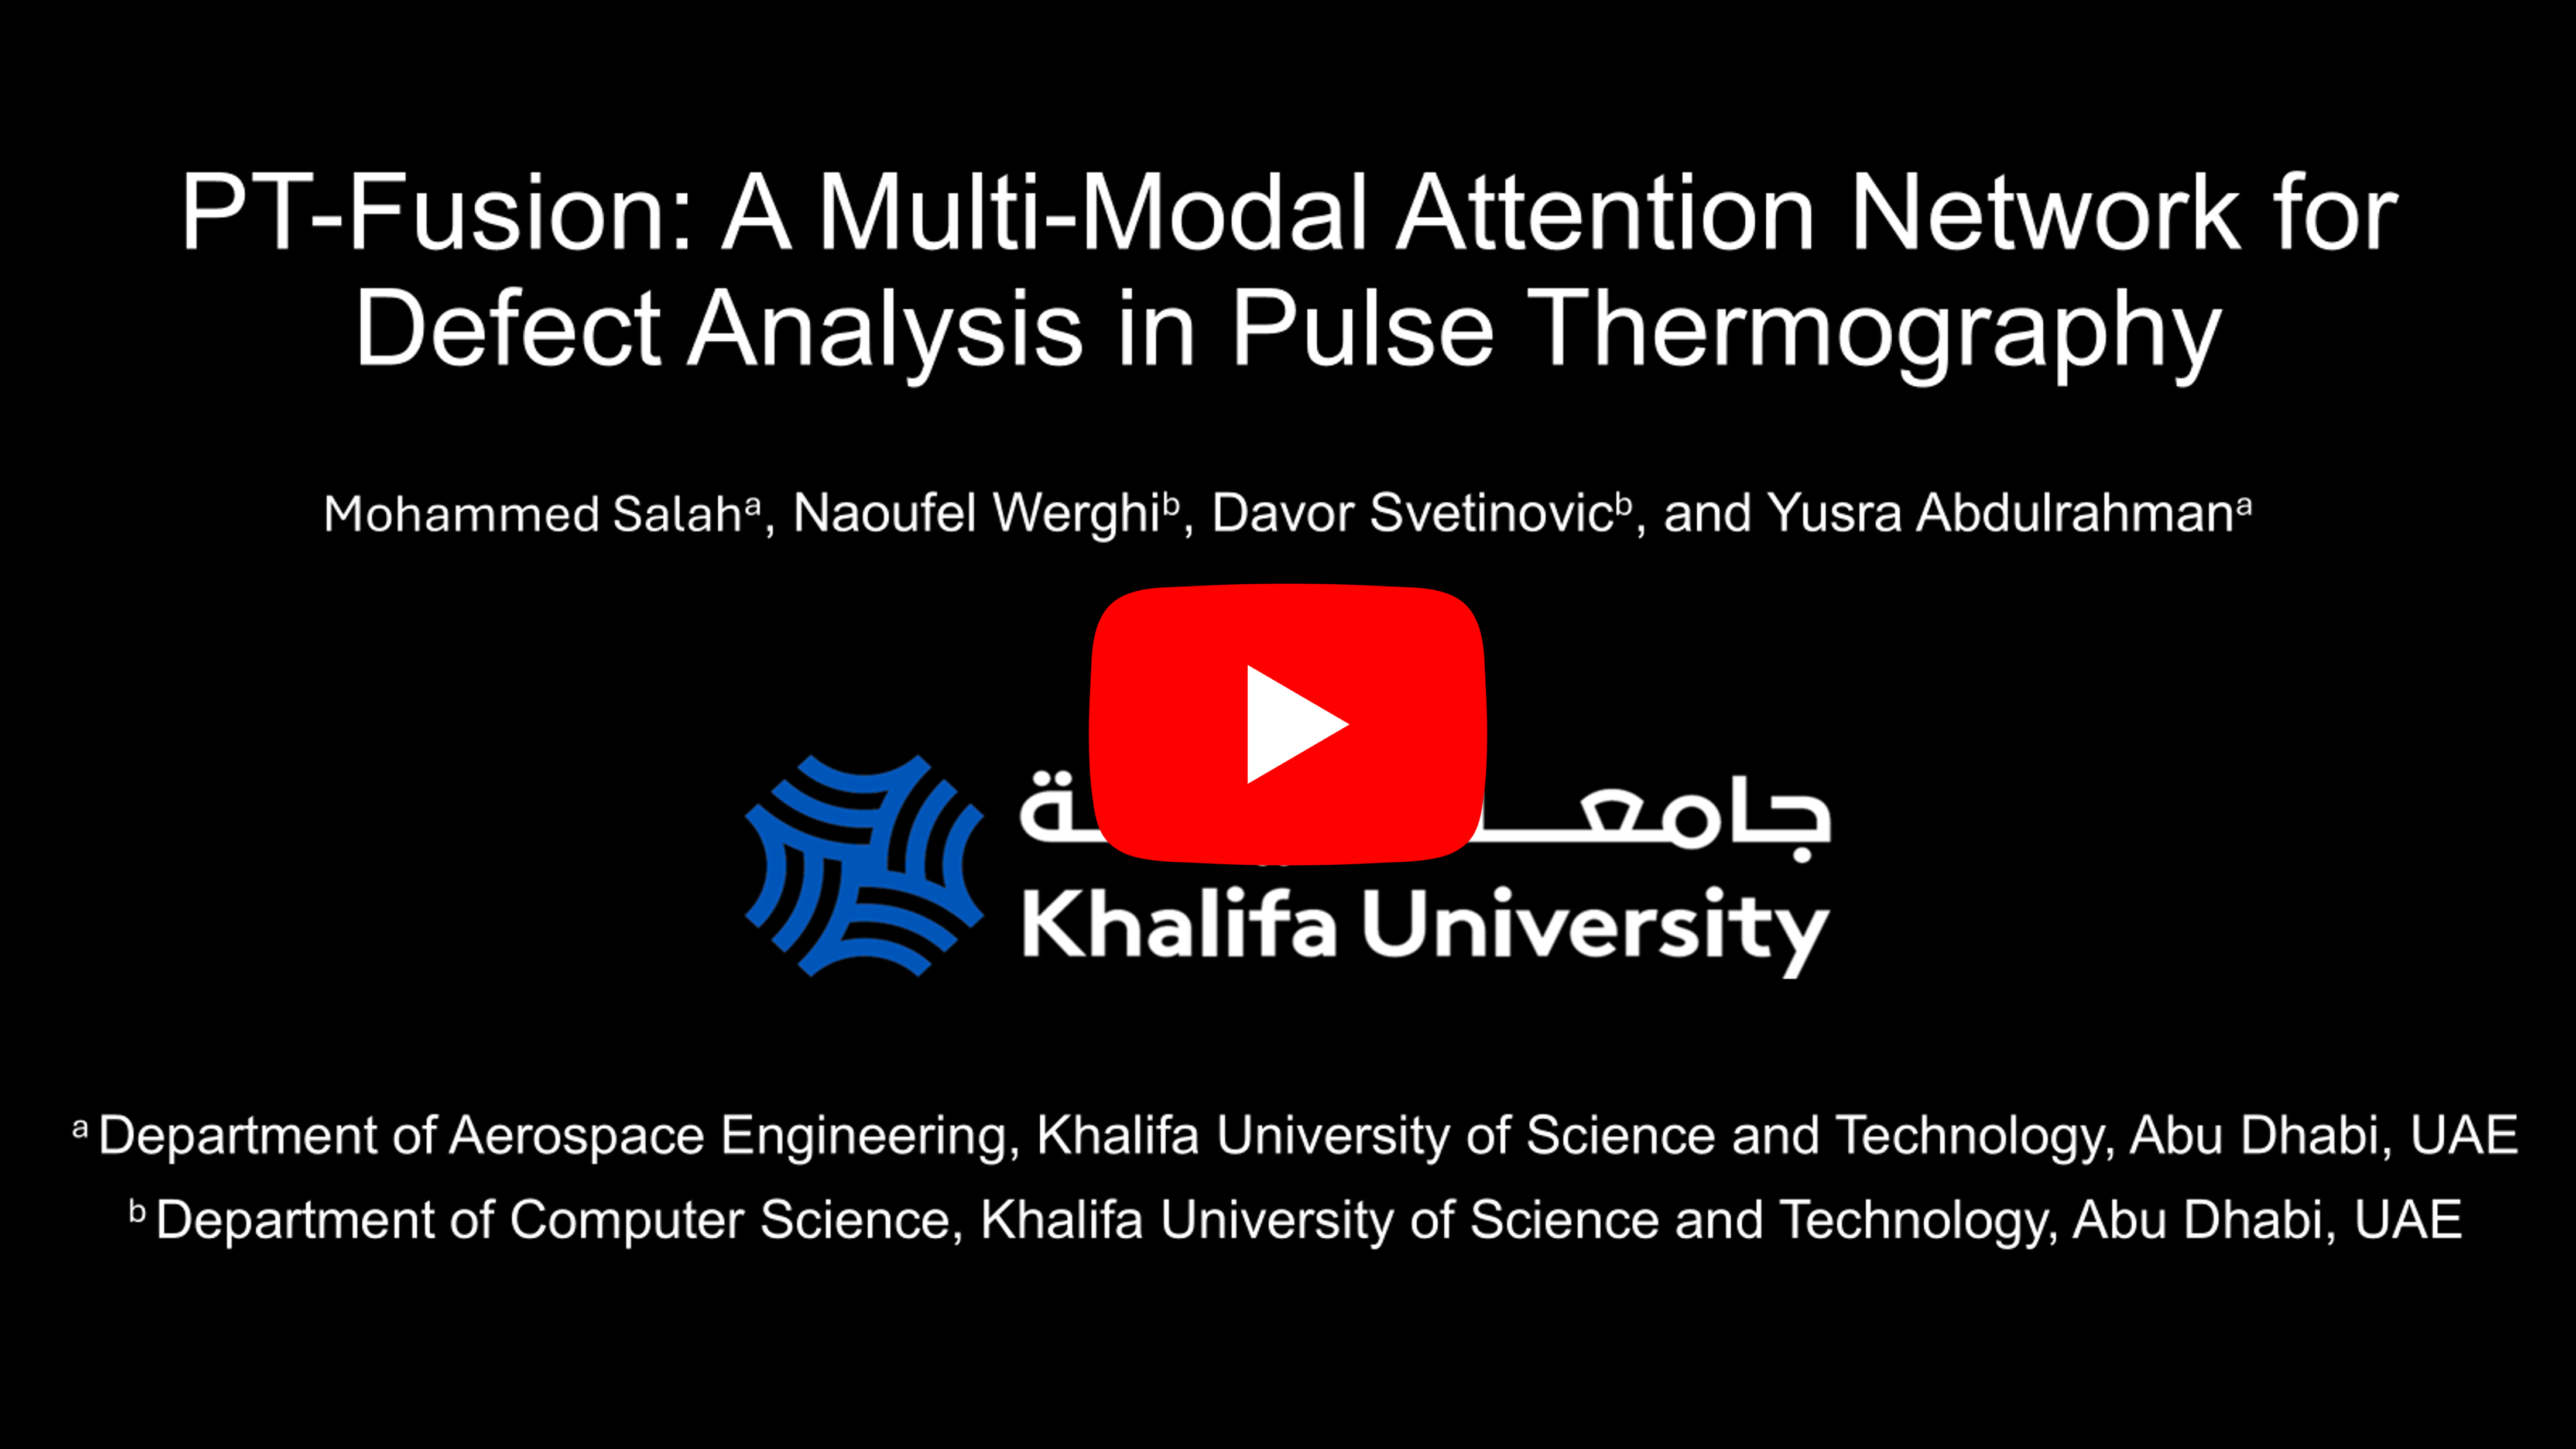 PT-Fusion: A Multi-Modal Attention Network for
Defect Analysis in Pulse Thermography
Mohammed Salahᵃ, Naoufel Werghiᵇ, Davor Svetinovicᵇ, and Yusra Abdulrahmanᵃ
جامعـ
Khalifa University
ᵃ Department of Aerospace Engineering, Khalifa University of Science and Technology, Abu Dhabi, UAE
ᵇ Department of Computer Science, Khalifa University of Science and Technology, Abu Dhabi, UAE